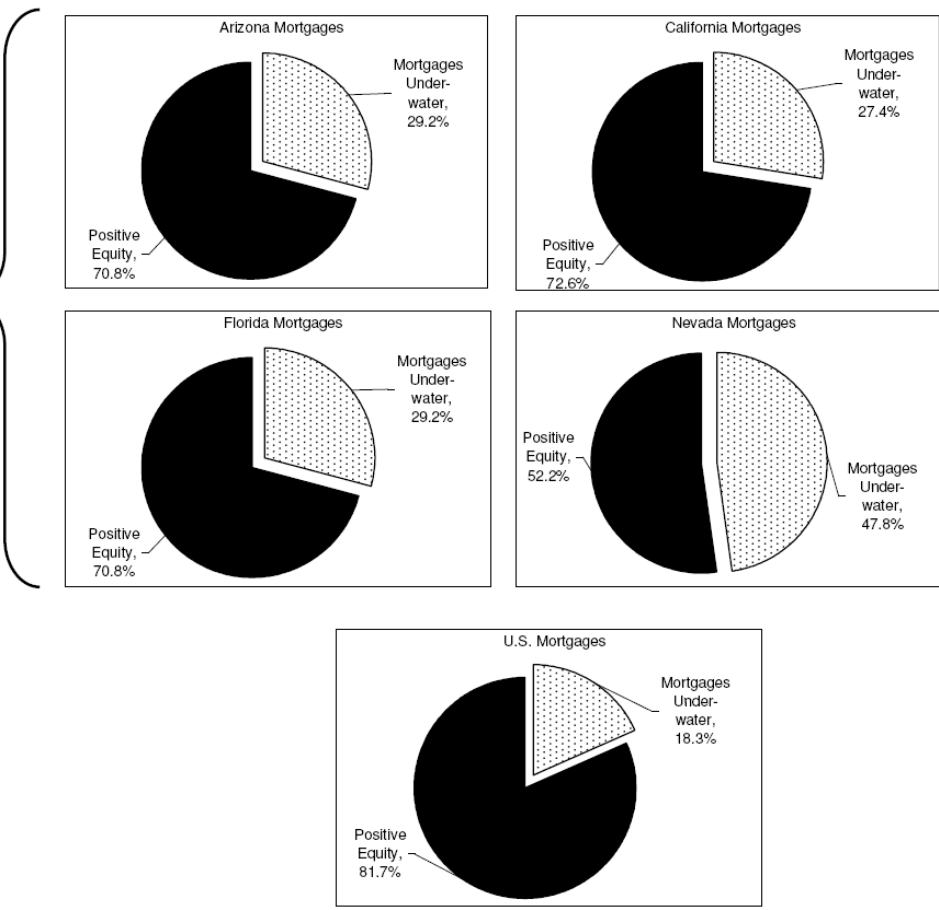 Arizona Mortgages
Mortgages
Under-
water,
29.2%
Positive
Equity,
70.8%
California Mortgages
Mortgages
Under-
water,
27.4%
Positive
Equity,
72.6%
Florida Mortgages
Mortgages
Under-
water,
29.2%
Positive
Equity,
70.8%
Nevada Mortgages
Positive
Equity,
52.2%
Mortgages
Under-
water,
47.8%
U.S. Mortgages
Mortgages
Under-
water,
18.3%
Positive
Equity,
81.7%